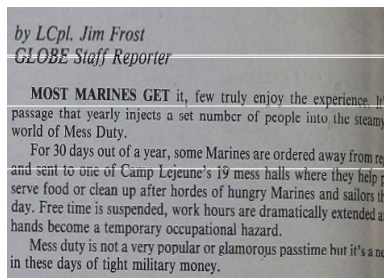 by LCpl. Jim Frost
GLOBE Staff Reporter
MOST MARINES GET it, few truly enjoy the experience.
passage that yearly injects a set number of people into the steamy
world of Mess Duty.
For 30 days out of a year, some Marines are ordered away from
and sent to one of Camp Lejeune's 19 mess halls where they help
serve food or clean up after hordes of hungry Marines and sailors
day. Free time is suspended, work hours are dramatically extended
hands become a temporary occupational hazard.
Mess duty is not a very popular or glamorous passtime but it's a
in these days of tight military money.